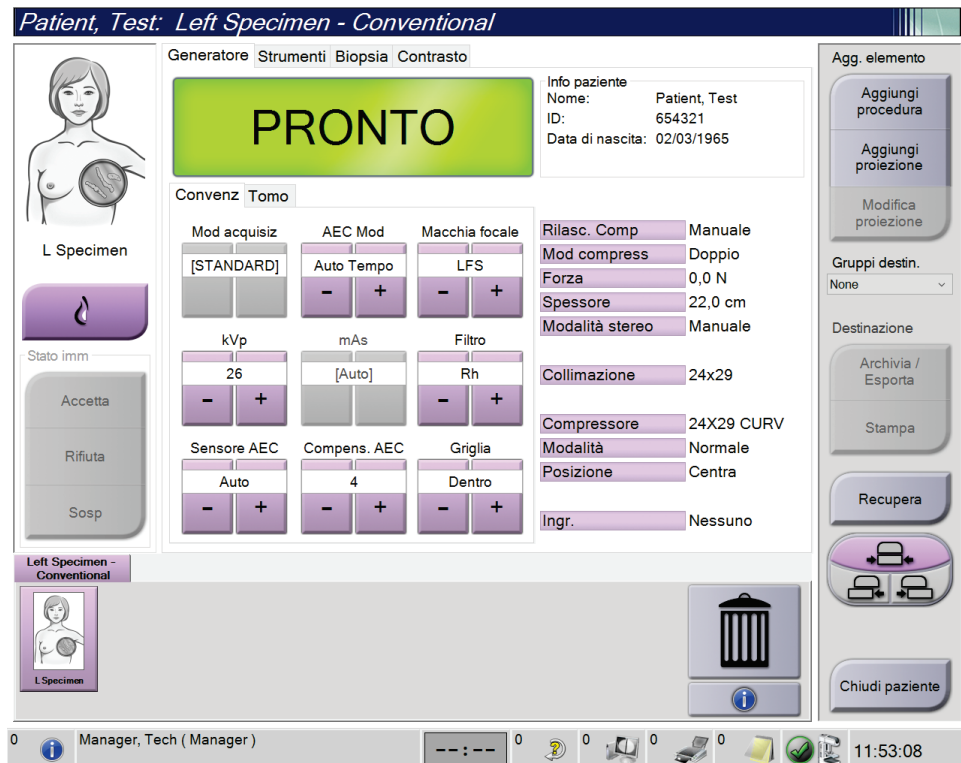 Patient, Test: Left Specimen - Conventional
Generatore Strumenti Biopsia Contrasto
PRONTO
Info paziente
Nome: Patient, Test
ID: 654321
Data di nascita: 02/03/1965
L Specimen
Stato imm
Accetta
Rifiuta
Sosp
Convenz Tomo
Mod acquisiz AEC Mod Macchia focale
[STANDARD] Auto Tempo LFS
- + - +
kVp mAs Filtro
26 [Auto] Rh
- + - +
Sensore AEC Compens. AEC Griglia
Auto 4 Dentro
- + - + - +
Rilasc. Comp Manuale
Mod compress Doppio
Forza 0,0 N
Spessore 22,0 cm
Modalità stereo Manuale
Collimazione 24x29
Compressore 24X29 CURV
Modalità Normale
Posizione Centra
Ingr. Nessuno
Agg. elemento
Aggiungi
procedura
Aggiungi
proiezione
Modifica
proiezione
Gruppi destin.
None
Destinazione
Archivia /
Esporta
Stampa
Recupera
Chiudi paziente
Left Specimen -
Conventional
L Specimen
0 Manager, Tech ( Manager ) --:-- 0 0 0 0 11:53:08